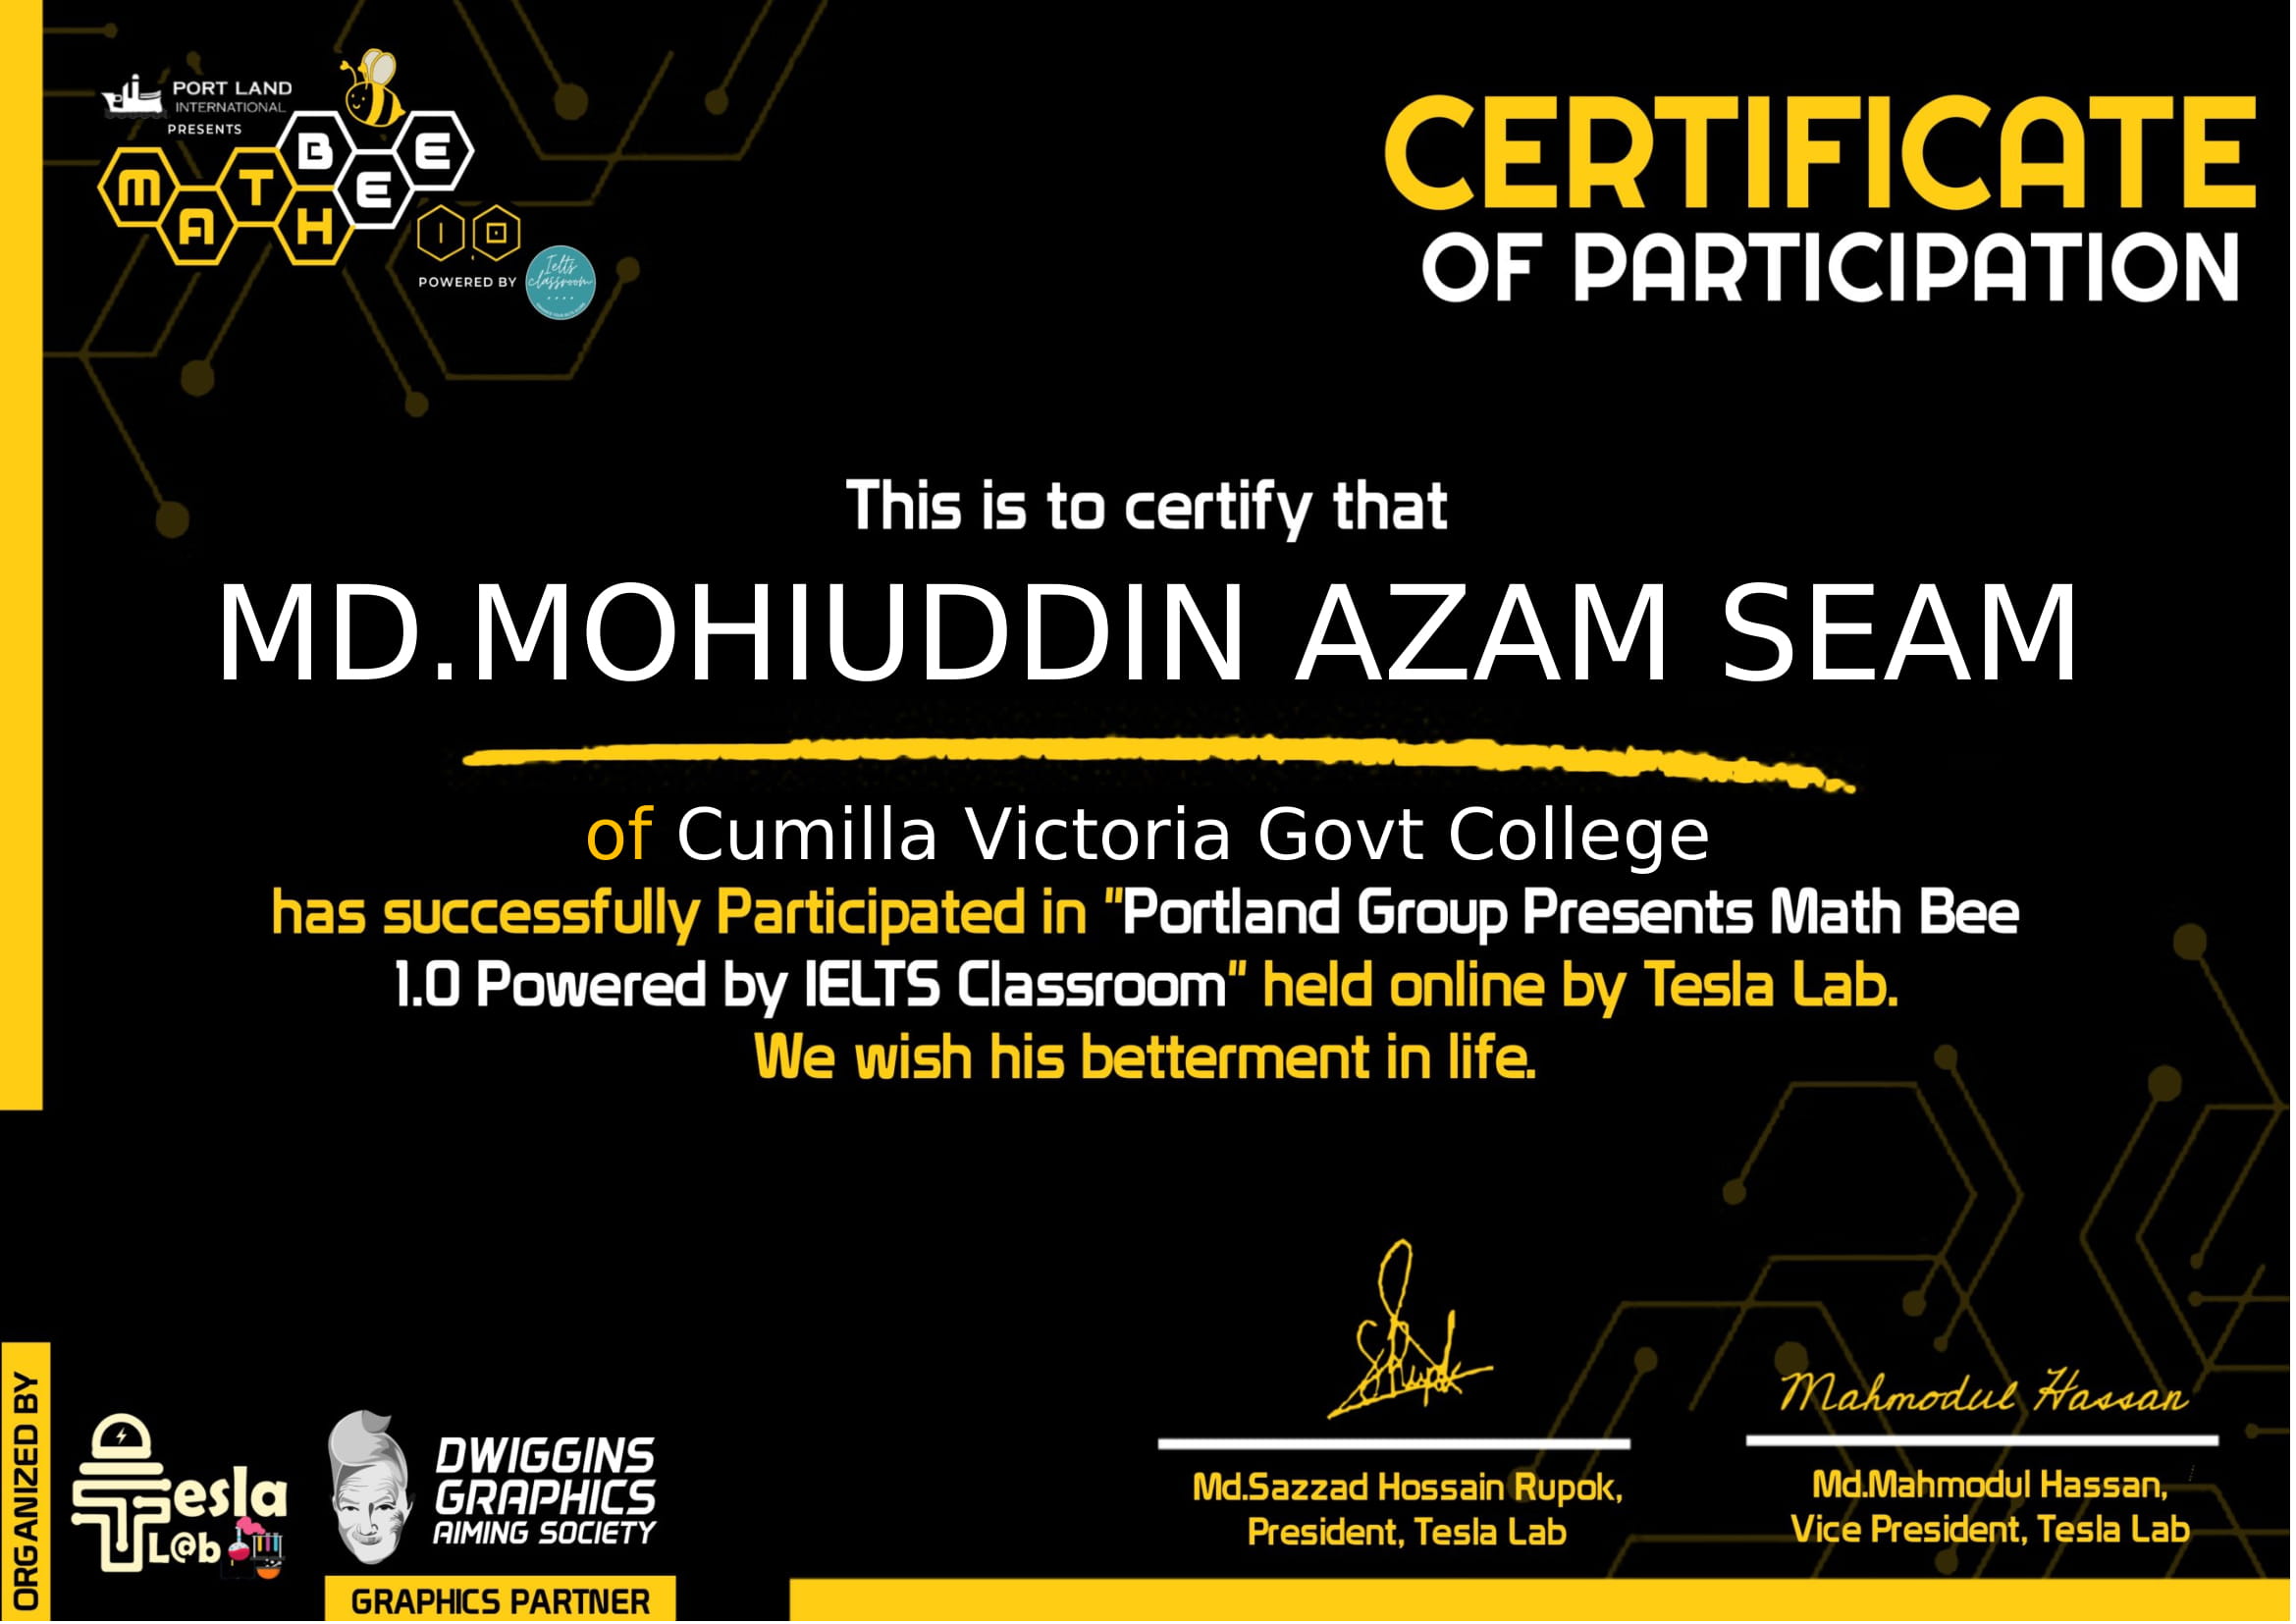 PORT LAND
INTERNATIONAL
PRESENTS
MATH BEE
1.0
POWERED BY
Ielts
classroom
CERTIFICATE
OF PARTICIPATION
This is to certify that
MD.MOHIUDDIN AZAM SEAM
of Cumilla Victoria Govt College
has successfully Participated in "Portland Group Presents Math Bee
1.0 Powered by IELTS Classroom" held online by Tesla Lab.
We wish his betterment in life.
ORGANIZED BY
Tesla
L@b
DWIGGINS
GRAPHICS
AIMING SOCIETY
GRAPHICS PARTNER
SRupok
Md.Sazzad Hossain Rupok,
President, Tesla Lab
Mahmodul Hassan
Md.Mahmodul Hassan,
Vice President, Tesla Lab